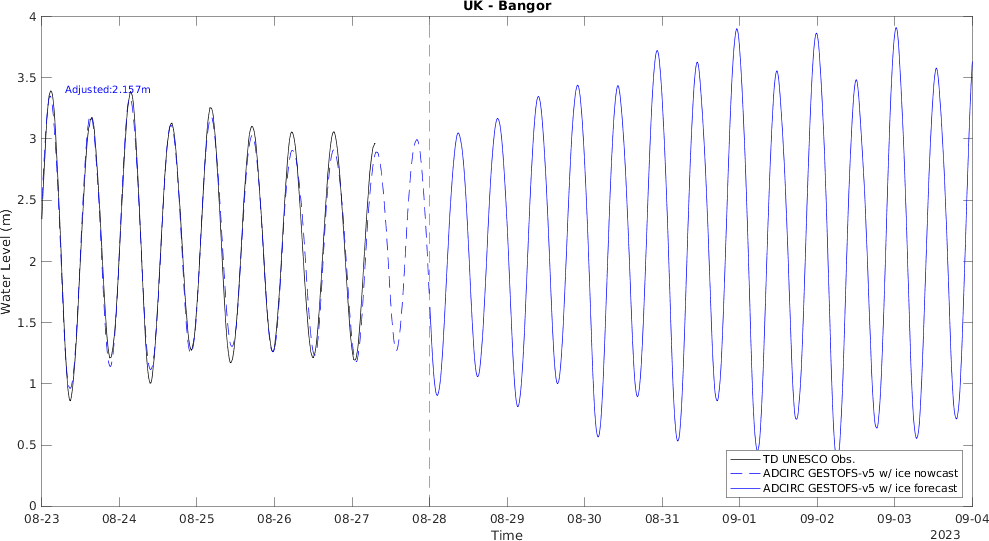 UK - Bangor
Water Level (m)
4
3.5
3
2.5
2
1.5
1
0.5
0
Adjusted:2.157m
TD UNESCO Obs.
ADCIRC GESTOFS-v5 w/ ice nowcast
ADCIRC GESTOFS-v5 w/ ice forecast
08-23 08-24 08-25 08-26 08-27 08-28 08-29 08-30 08-31 09-01 09-02 09-03 09-04
Time
2023